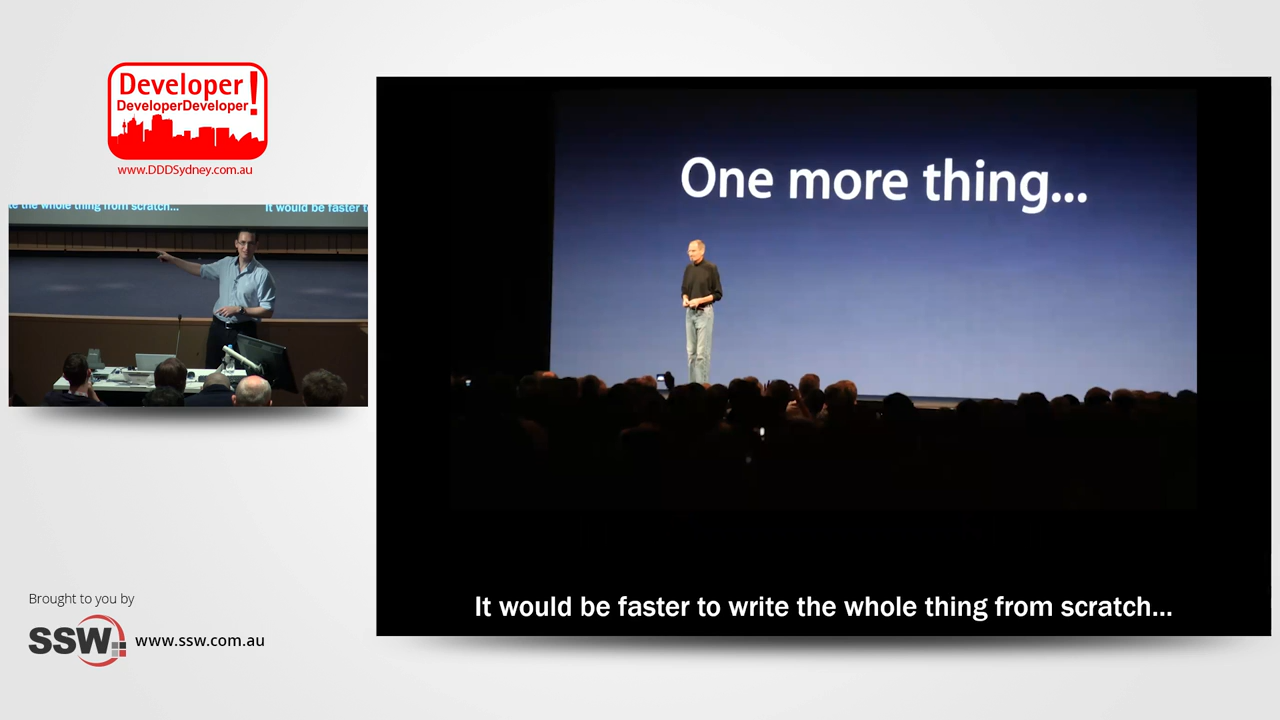 Developer!
DeveloperDeveloper
www.DDDSydney.com.au
te the whole thing from scratch...
It would be faster t
One more thing...
It would be faster to write the whole thing from scratch...
Brought to you by
SSW
www.ssw.com.au